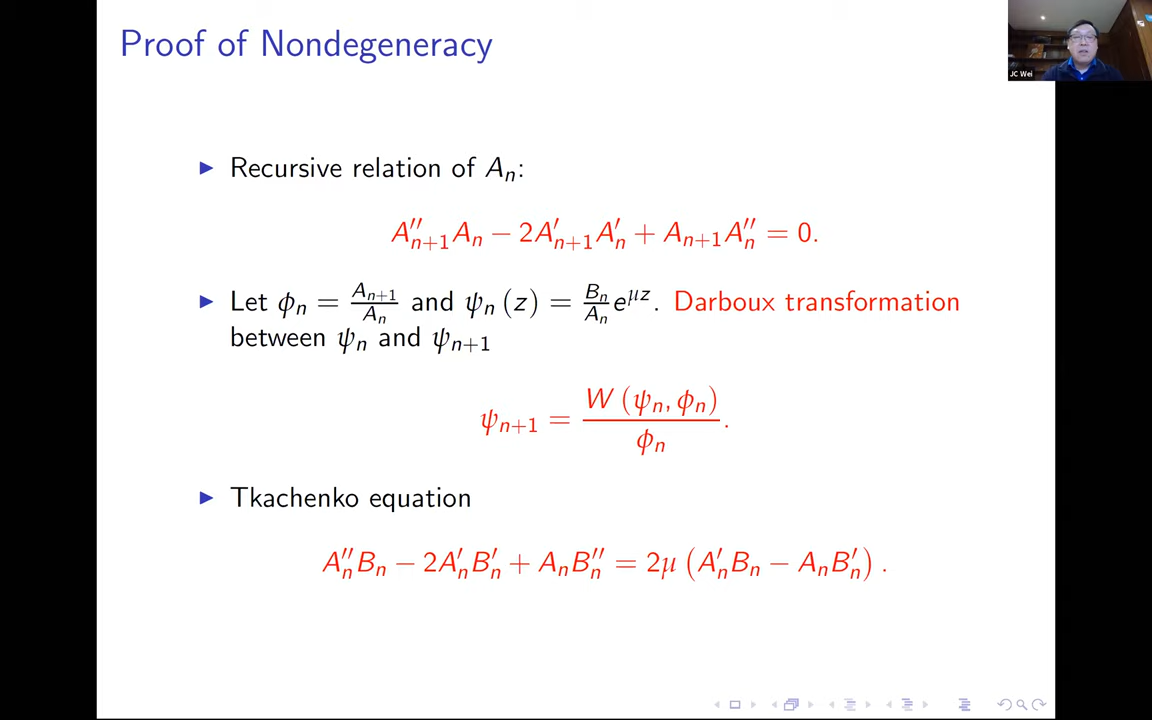 Proof of Nondegeneracy
JC Wei
▶ Recursive relation of Aₙ:
A″ₙ₊₁Aₙ − 2A′ₙ₊₁A′ₙ + Aₙ₊₁A″ₙ = 0.
▶ Let ϕₙ = Aₙ₊₁/Aₙ and ψₙ (z) = Bₙ/Aₙ e^{μz}. Darboux transformation
between ψₙ and ψₙ₊₁
ψₙ₊₁ = W (ψₙ, ϕₙ)/ϕₙ.
▶ Tkachenko equation
A″ₙBₙ − 2A′ₙB′ₙ + AₙB″ₙ = 2μ (A′ₙBₙ − AₙB′ₙ) .